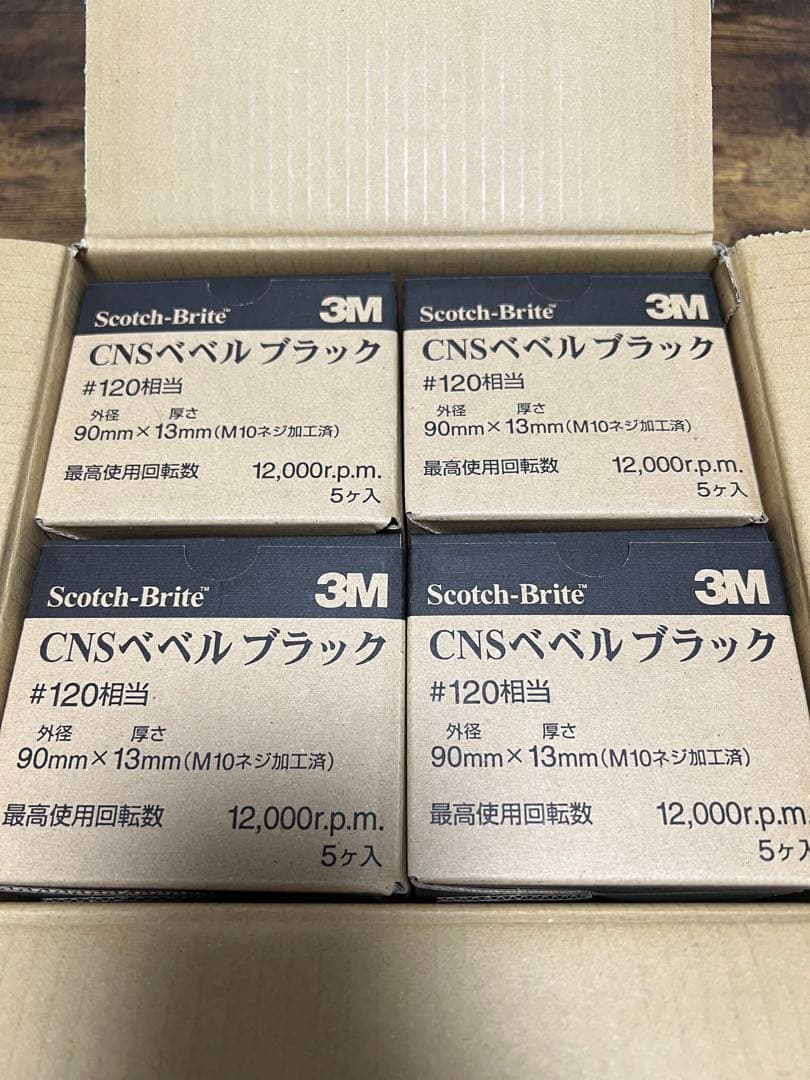 Scotch-Brite™ 3M
CNSベベル ブラック
#120相当
外径 厚さ
90mm×13mm(M10ネジ加工済)
最高使用回転数 12,000r.p.m.
5ヶ入
Scotch-Brite™ 3M
CNSベベル ブラック
#120相当
外径 厚さ
90mm×13mm(M10ネジ加工済)
最高使用回転数 12,000r.p.m.
5ヶ入
Scotch-Brite™ 3M
CNSベベル ブラック
#120相当
外径 厚さ
90mm×13mm(M10ネジ加工済)
最高使用回転数 12,000r.p.m.
5ヶ入
Scotch-Brite™ 3M
CNSベベル ブラック
#120相当
外径 厚さ
90mm×13mm(M10ネジ加工済)
最高使用回転数 12,000r.p.m.
5ヶ入